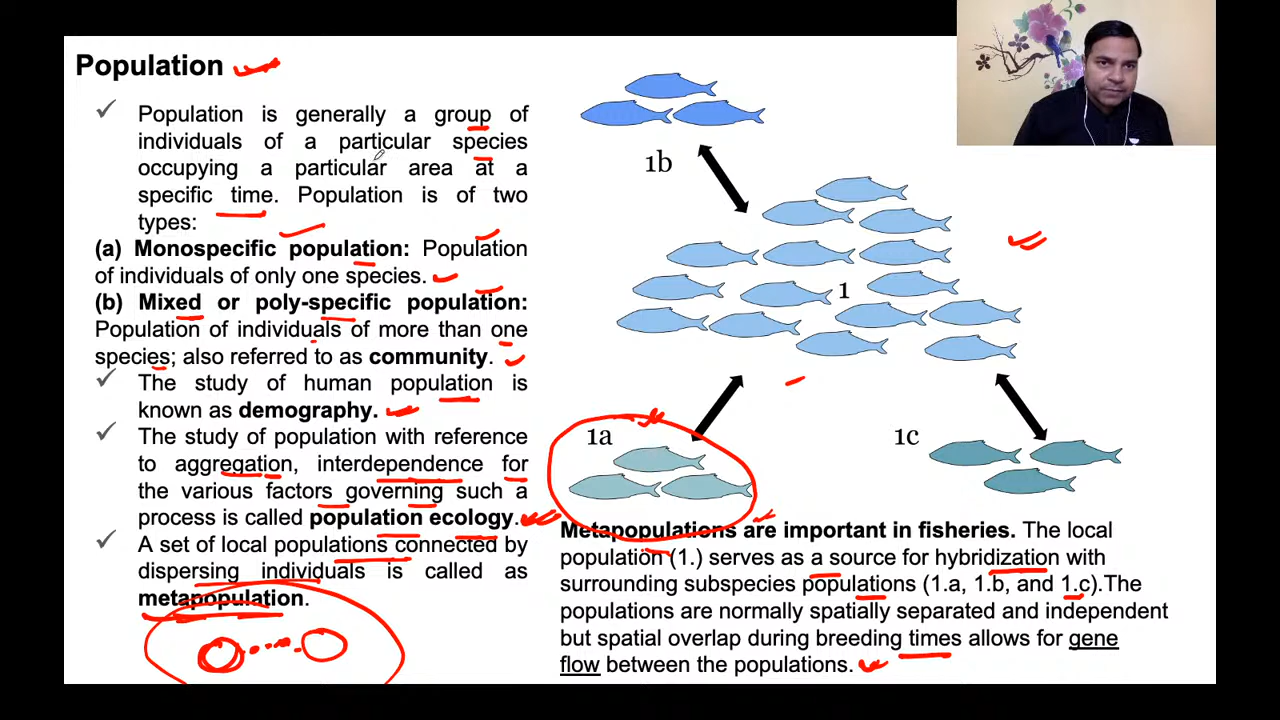 Population
Population is generally a group of
individuals of a particular species
occupying a particular area at a
specific time. Population is of two
types:
(a) Monospecific population: Population
of individuals of only one species.
(b) Mixed or poly-specific population:
Population of individuals of more than one
species; also referred to as community.
The study of human population is
known as demography.
The study of population with reference
to aggregation, interdependence for
the various factors governing such a
process is called population ecology.
A set of local populations connected by
dispersing individuals is called as
metapopulation.
1b
1
1a
1c
Metapopulations are important in fisheries. The local
population (1.) serves as a source for hybridization with
surrounding subspecies populations (1.a, 1.b, and 1.c).The
populations are normally spatially separated and independent
but spatial overlap during breeding times allows for gene
flow between the populations.